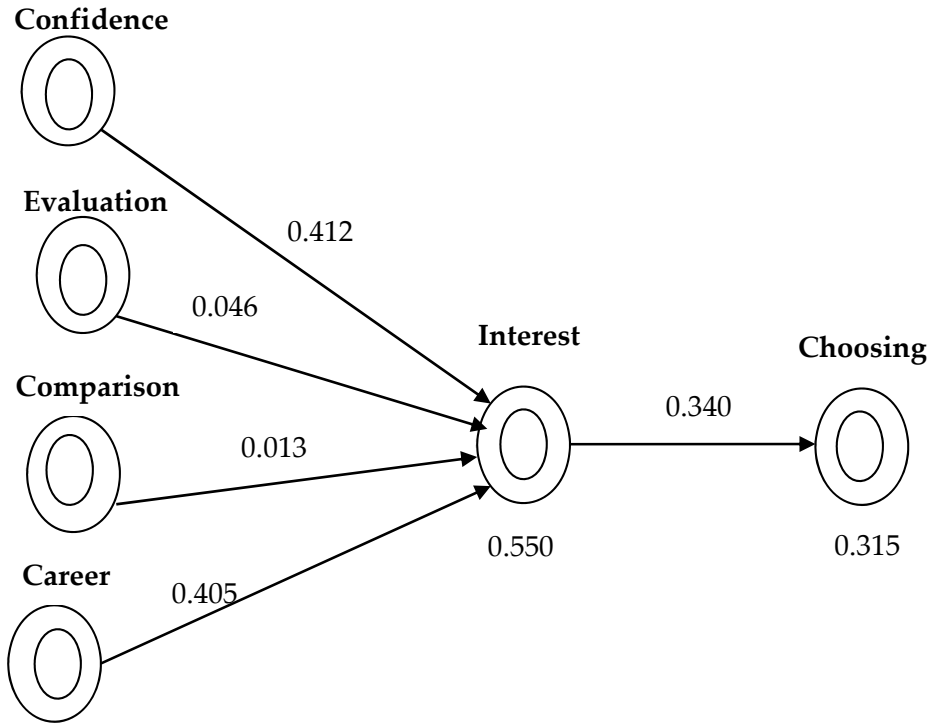 Confidence
Evaluation
0.412
0.046
Interest
Choosing
Comparison
0.340
0.013
0.550
0.315
Career
0.405